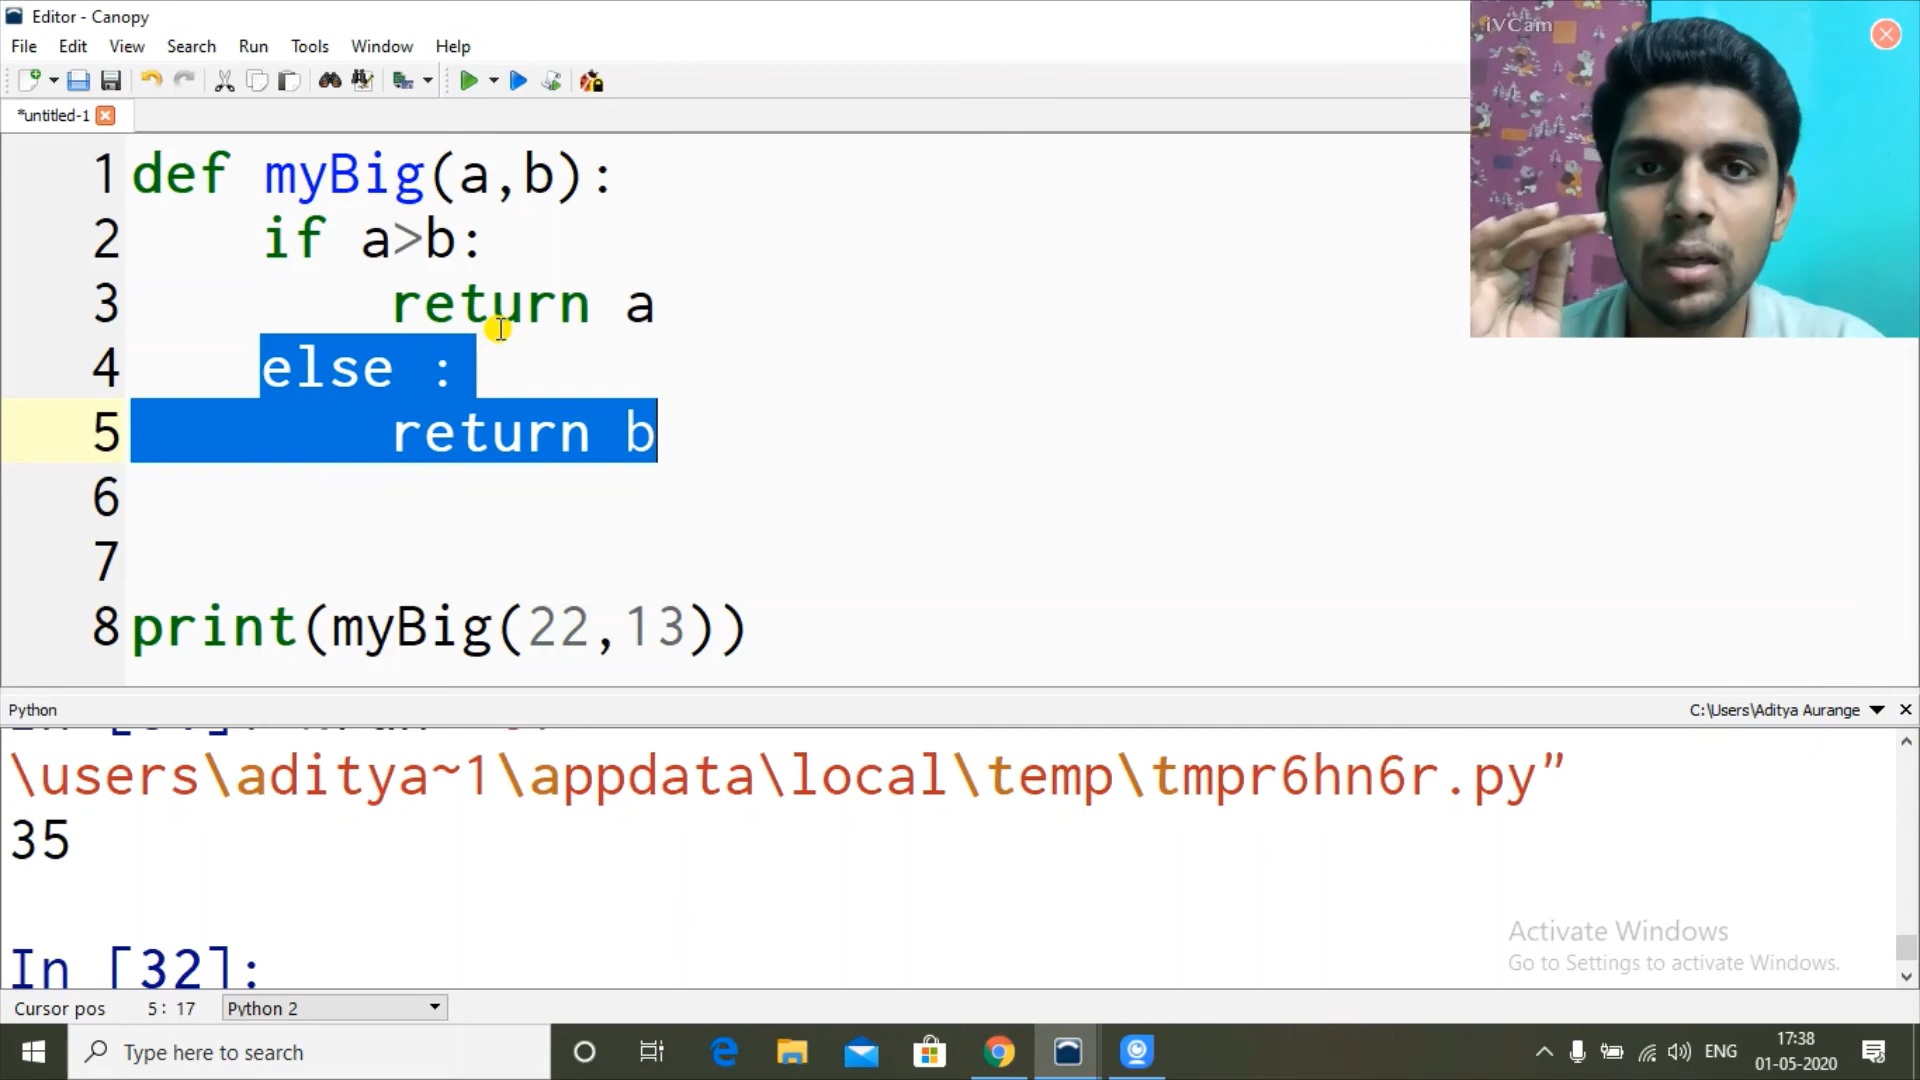 Editor - Canopy
File Edit View Search Run Tools Window Help
*untitled-1
iVCam
1 def myBig(a,b):
2 if a>b:
3 return a
4 else :
5 return b
6
7
8 print(myBig(22,13))
Python C:\Users\Aditya Aurange
\users\aditya~1\appdata\local\temp\tmpr6hn6r.py"
35
In [32]:
Activate Windows
Go to Settings to activate Windows.
Cursor pos 5: 17 Python 2
Type here to search
ENG
17:38
01-05-2020